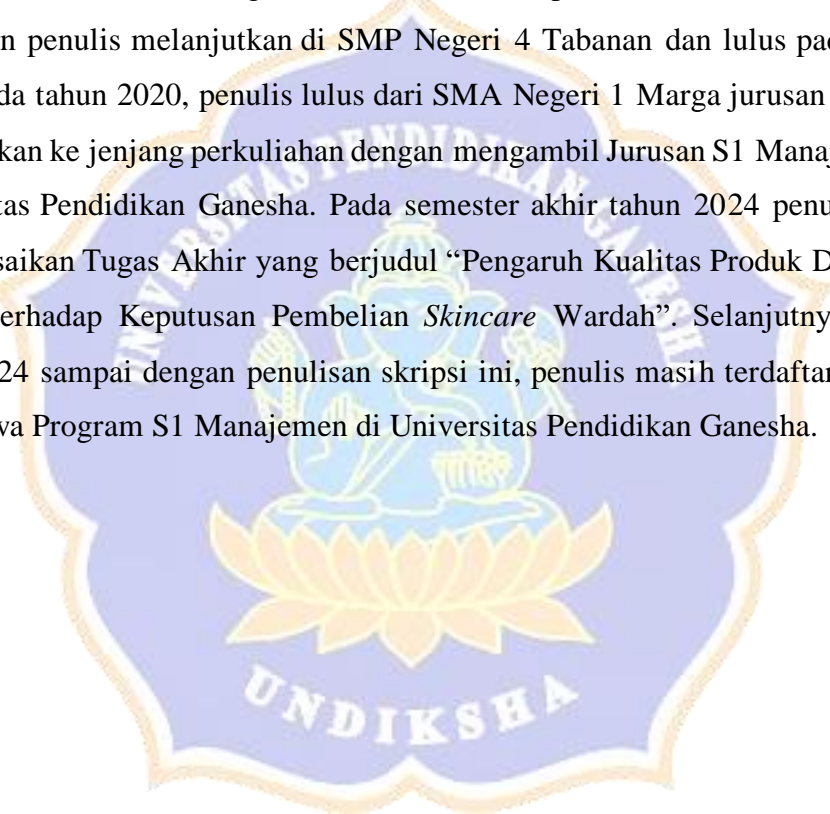 n penulis melanjutkan di SMP Negeri 4 Tabanan dan lulus pad
da tahun 2020, penulis lulus dari SMA Negeri 1 Marga jurusan
kan ke jenjang perkuliahan dengan mengambil Jurusan S1 Mana
tas Pendidikan Ganesha. Pada semester akhir tahun 2024 penu
saikan Tugas Akhir yang berjudul “Pengaruh Kualitas Produk D
erhadap Keputusan Pembelian Skincare Wardah”. Selanjutny
24 sampai dengan penulisan skripsi ini, penulis masih terdaftar
va Program S1 Manajemen di Universitas Pendidikan Ganesha.
UNIVERSITAS PENDIDIKAN GANESHA
UNDIKSHA